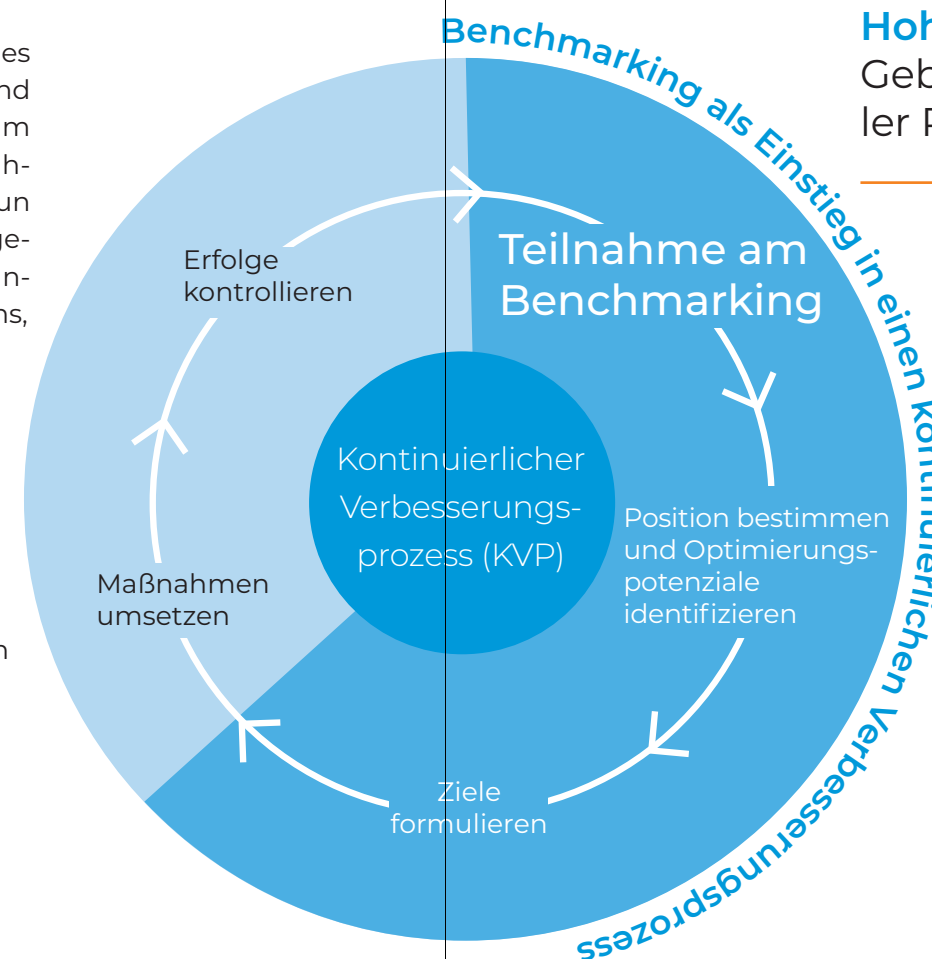 es
nd
m
h-
un
ge-
n-
ns,
n
Benchmarking als Einstieg in einen kontinuierlichen Verbesserungsprozess
Hoh
Geb
ler P
Erfolge
kontrollieren
Teilnahme am
Benchmarking
Kontinuierlicher
Verbesserungs-
prozess (KVP)
Position bestimmen
und Optimierungs-
potenziale
identifizieren
Maßnahmen
umsetzen
Ziele
formulieren